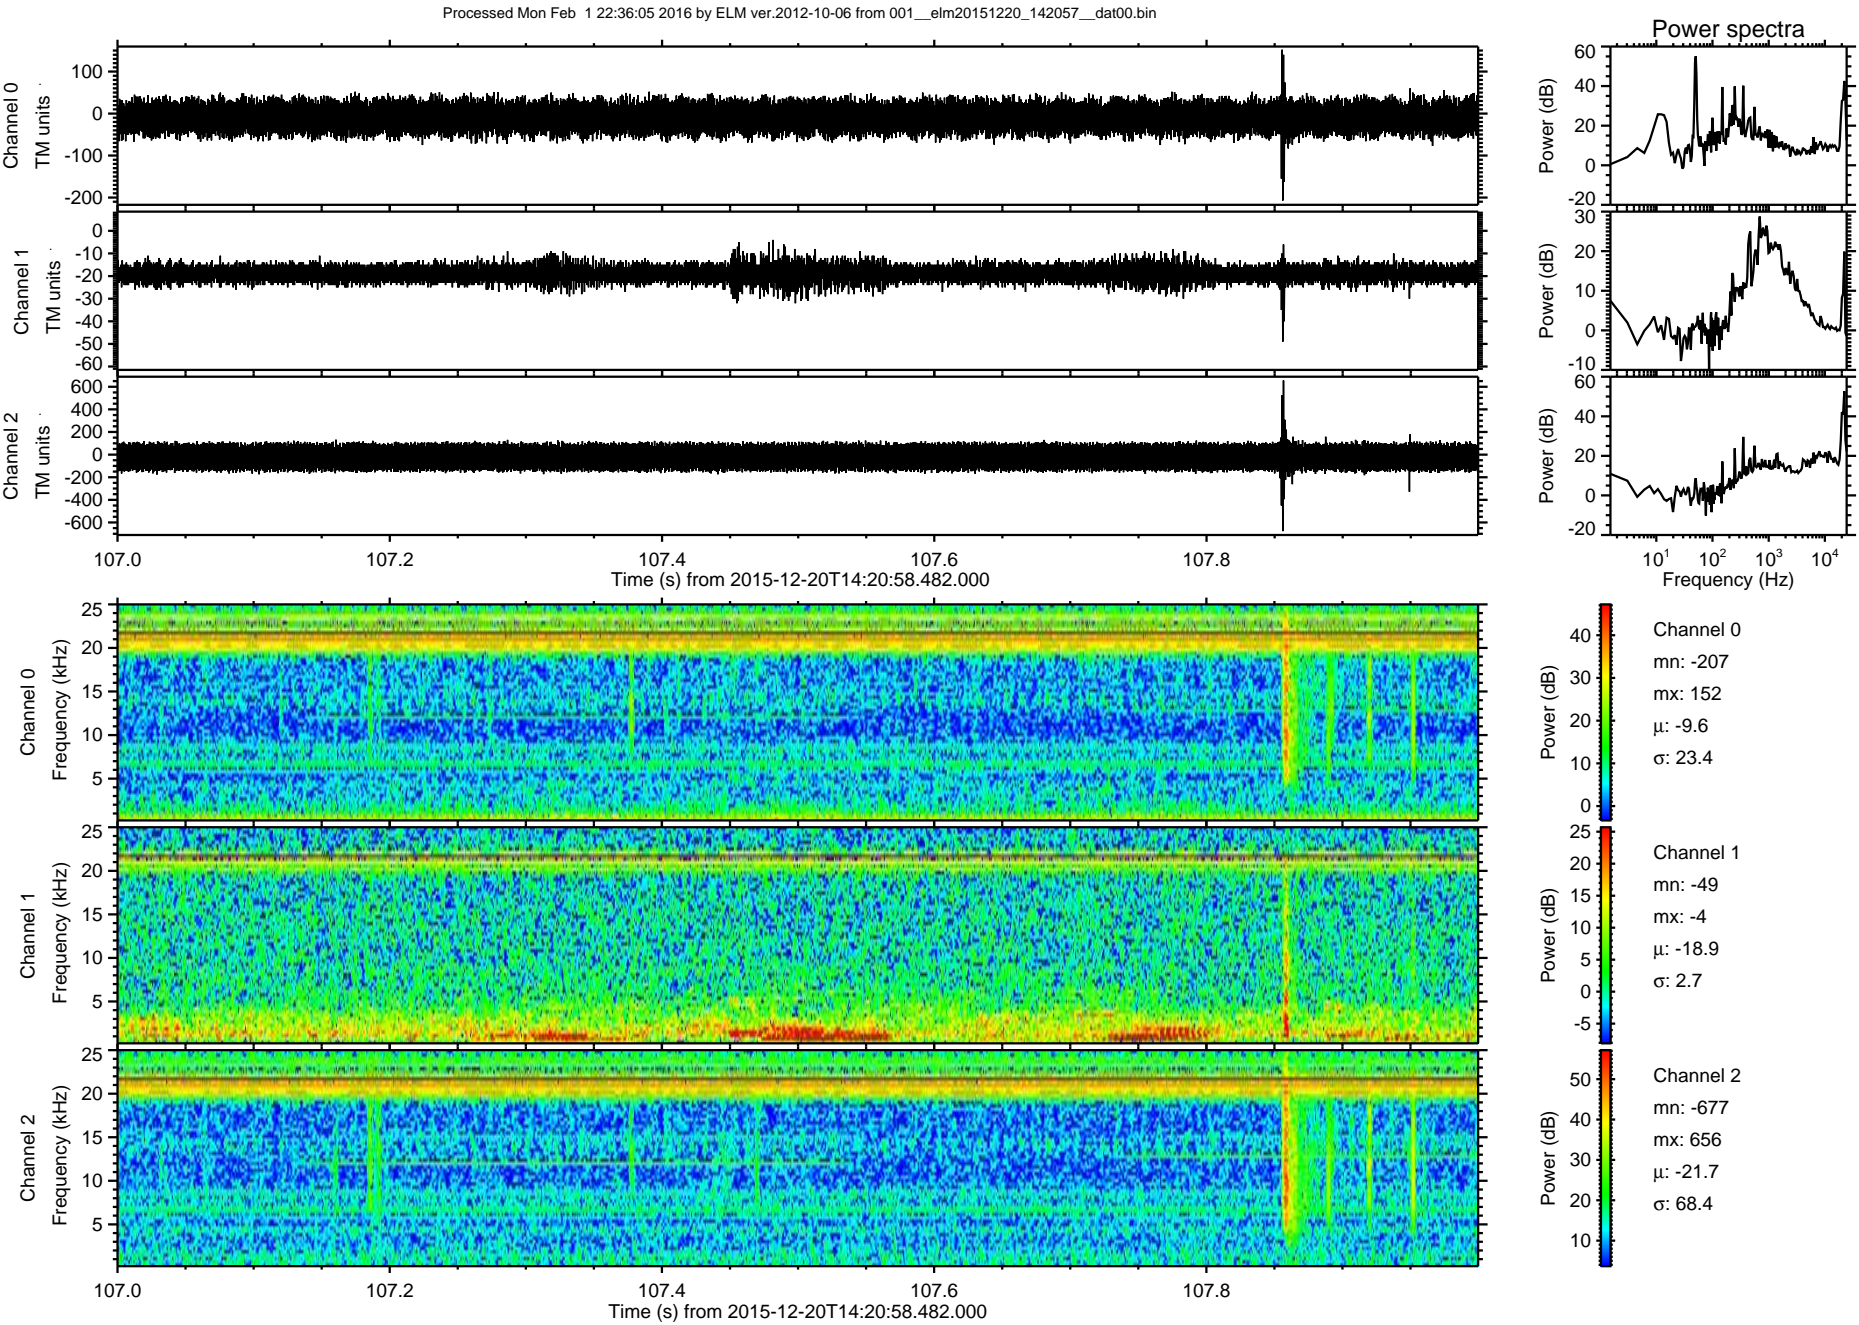 Processed Mon Feb  1 22:36:05 2016 by ELM ver.2012-10-06 from 001__elm20151220_142057__dat00.bin
Power spectra
Channel 0
TM units
100
0
-100
-200
Power (dB)
60
40
20
0
-20
Channel 1
TM units
0
-10
-20
-30
-40
-50
-60
Power (dB)
30
20
10
0
-10
Channel 2
TM units
600
400
200
0
-200
-400
-600
Power (dB)
60
40
20
0
-20
107.0 107.2 107.4 107.6 107.8
Time (s) from 2015-12-20T14:20:58.482.000
10^1 10^2 10^3 10^4
Frequency (Hz)
Channel 0
Frequency (kHz)
25
20
15
10
5
Power (dB)
40
30
20
10
0
Channel 0
mn: -207
mx: 152
μ: -9.6
σ: 23.4
Channel 1
Frequency (kHz)
25
20
15
10
5
Power (dB)
25
20
15
10
5
0
-5
Channel 1
mn: -49
mx: -4
μ: -18.9
σ: 2.7
Channel 2
Frequency (kHz)
25
20
15
10
5
Power (dB)
50
40
30
20
10
Channel 2
mn: -677
mx: 656
μ: -21.7
σ: 68.4
107.0 107.2 107.4 107.6 107.8
Time (s) from 2015-12-20T14:20:58.482.000